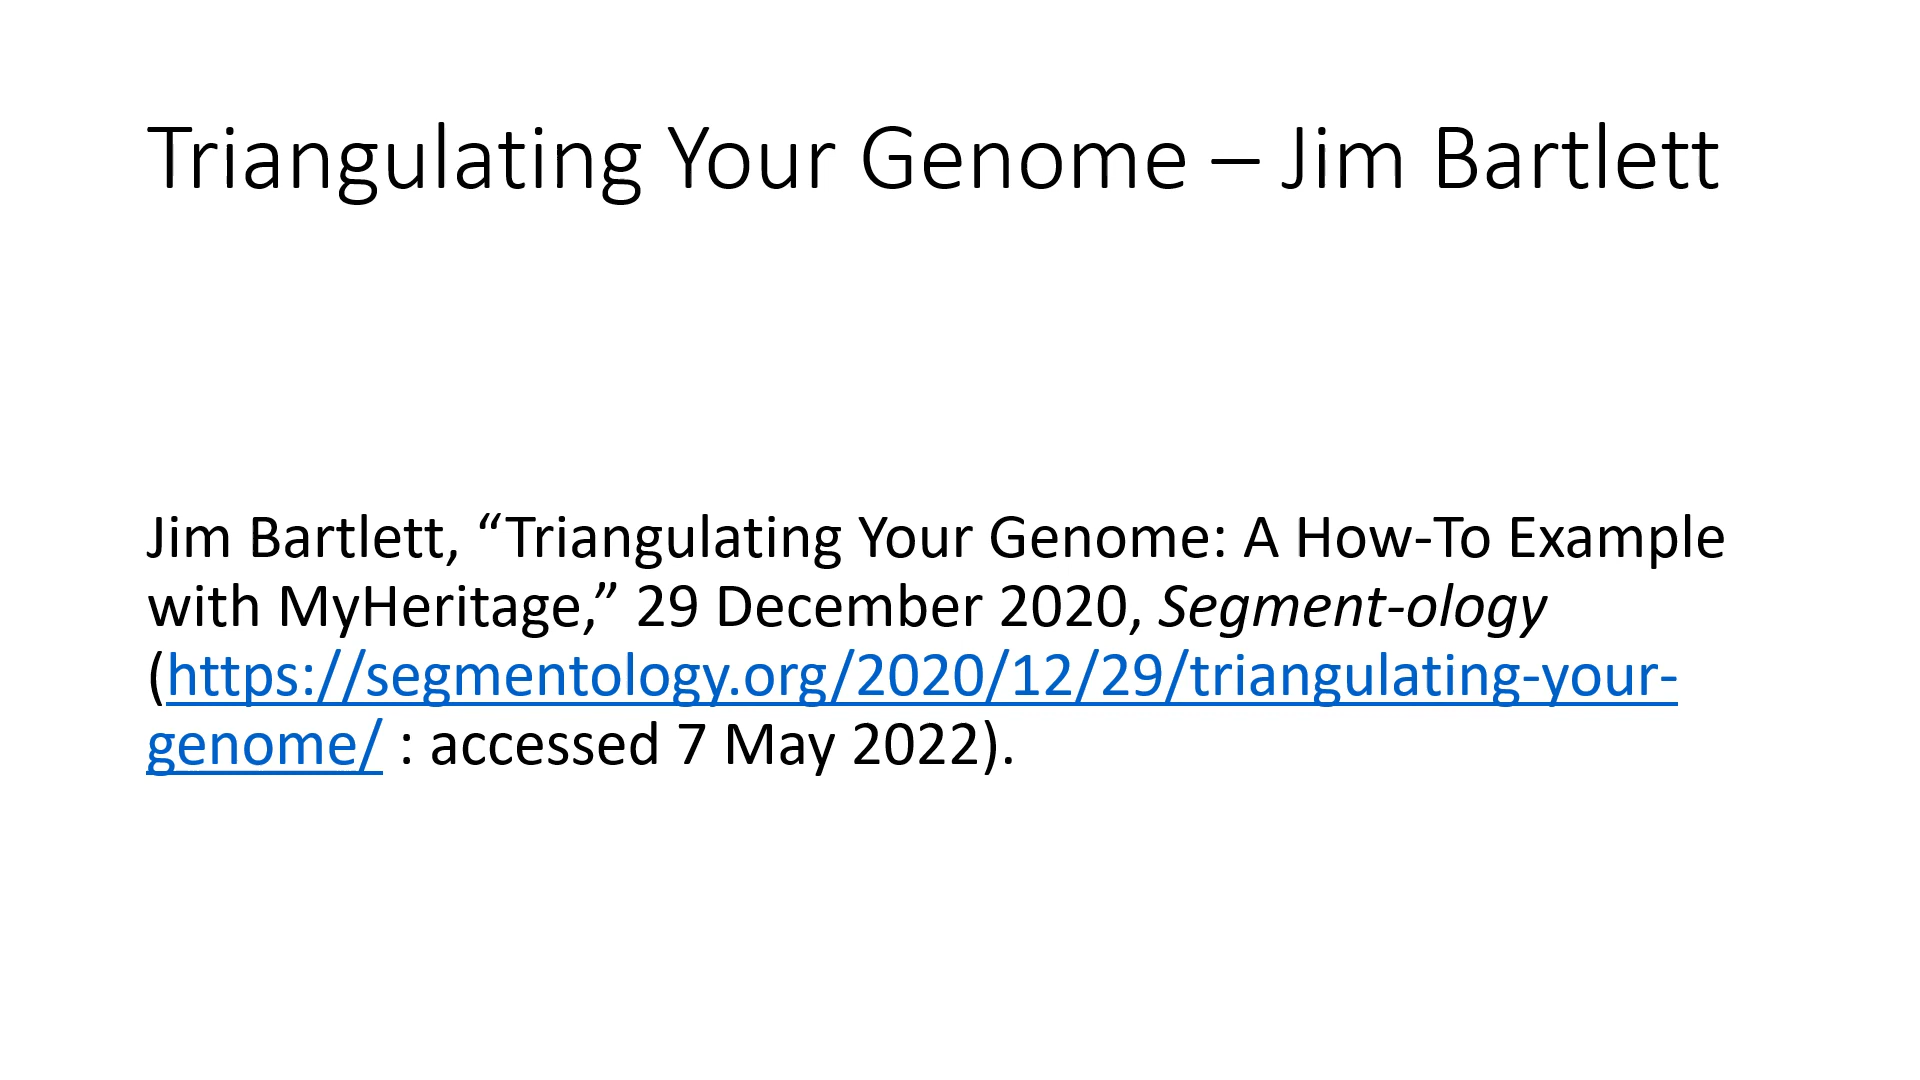 Triangulating Your Genome – Jim Bartlett
Jim Bartlett, “Triangulating Your Genome: A How-To Example
with MyHeritage,” 29 December 2020, Segment-ology
(https://segmentology.org/2020/12/29/triangulating-your-
genome/ : accessed 7 May 2022).